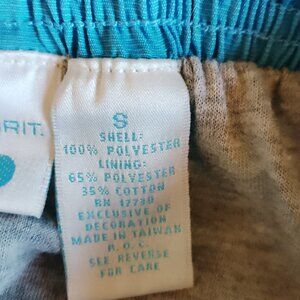 RIT.
S
SHELL:
100% POLYESTER
LINING:
65% POLYESTER
35% COTTON
RN 17730
EXCLUSIVE OF
DECORATION
MADE IN TAIWAN
R.O.C.
SEE REVERSE
FOR CARE